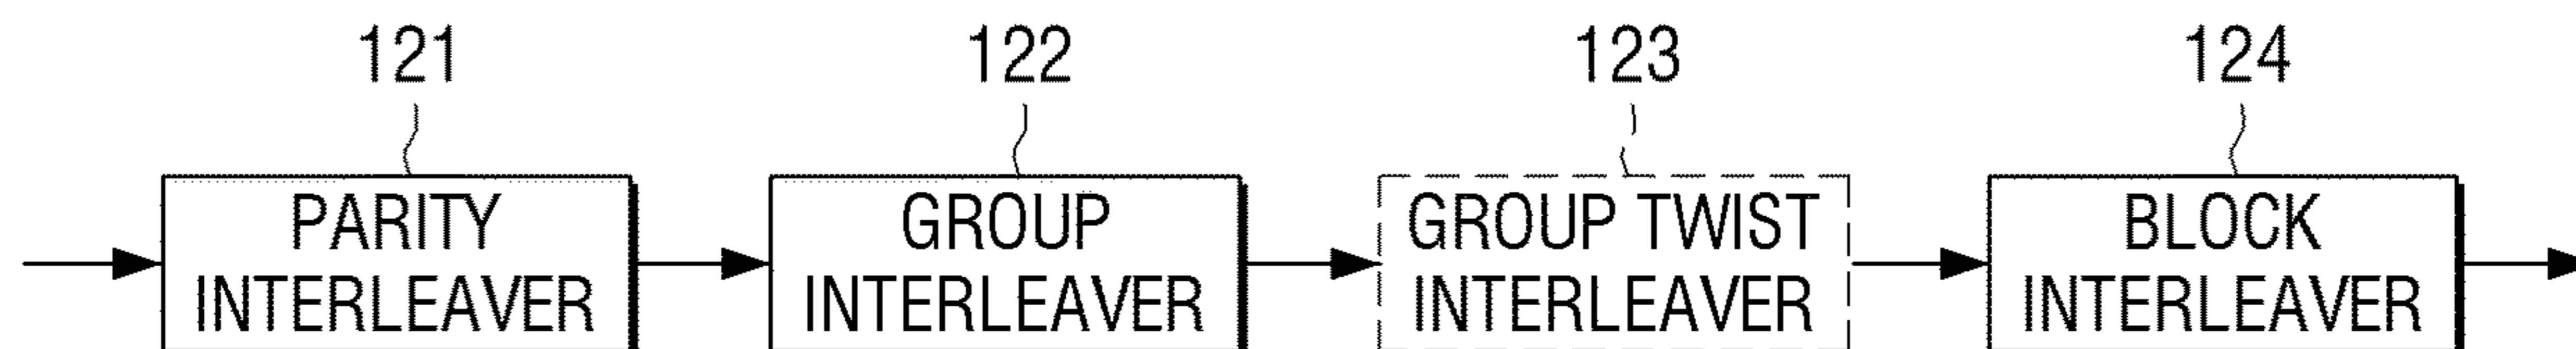 121
122
123
124
PARITY
INTERLEAVER
GROUP
INTERLEAVER
GROUP TWIST
INTERLEAVER
BLOCK
INTERLEAVER